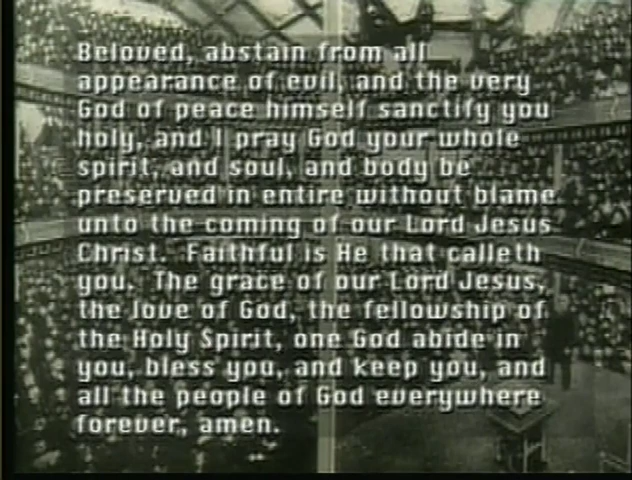 Beloved, abstain from all
appearance of evil, and the very
God of peace himself sanctify you
holy, and I pray God your whole
spirit, and soul, and body be
preserved in entire without blame
unto the coming of our Lord Jesus
Christ. Faithful is He that calleth
you. The grace of our Lord Jesus,
the love of God, the fellowship of
the Holy Spirit, one God abide in
you, bless you, and keep you, and
all the people of God everywhere
forever, amen.